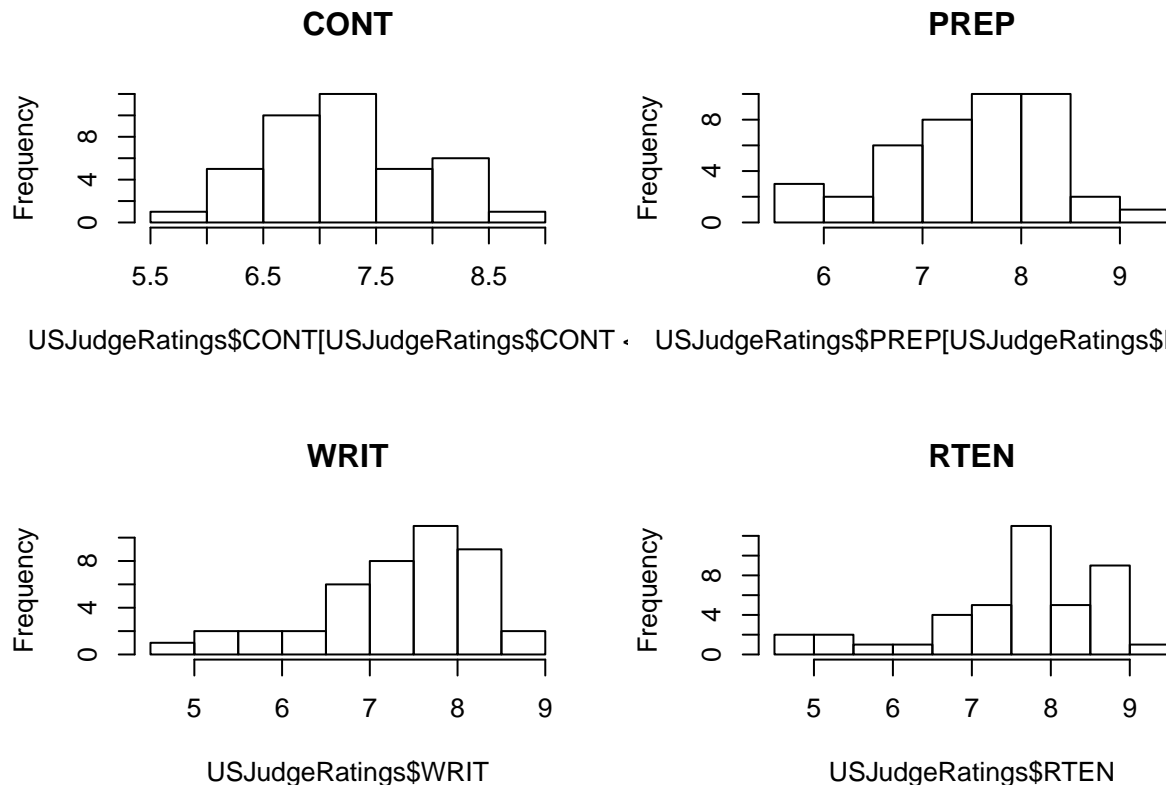 CONT
Frequency
0 4 8
5.5 6.5 7.5 8.5
USJudgeRatings$CONT[USJudgeRatings$CONT <
PREP
Frequency
0 4 8
6 7 8 9
USJudgeRatings$PREP[USJudgeRatings$
WRIT
Frequency
0 4 8
5 6 7 8 9
USJudgeRatings$WRIT
RTEN
Frequency
0 4 8
5 6 7 8 9
USJudgeRatings$RTEN